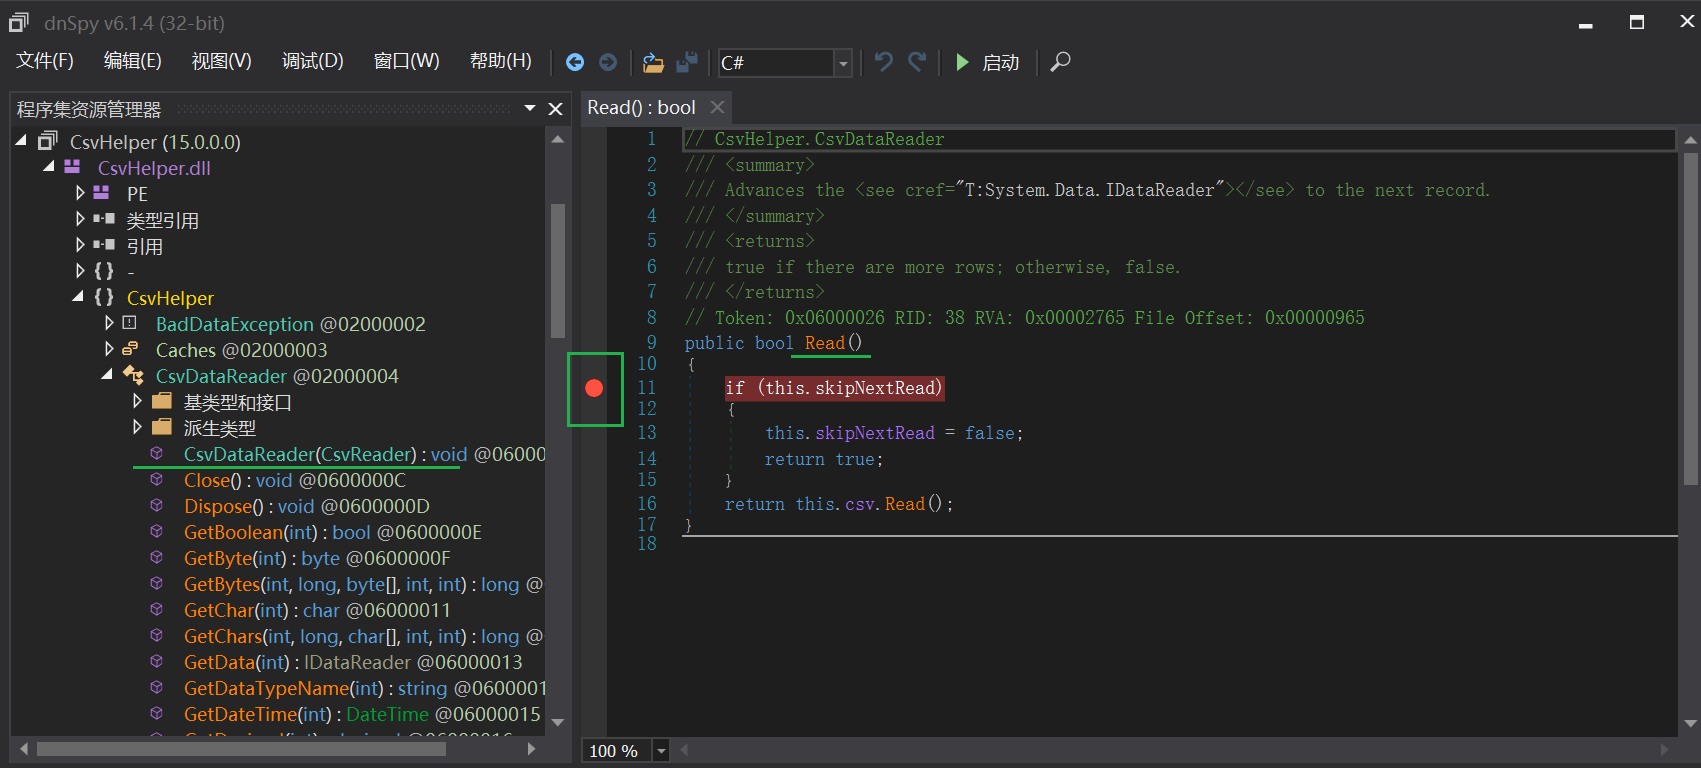 dnSpy v6.1.4 (32-bit)
文件(F) 编辑(E) 视图(V) 调试(D) 窗口(W) 帮助(H) C# 启动
程序集资源管理器
CsvHelper (15.0.0.0)
CsvHelper.dll
PE
类型引用
引用
{ } -
{ } CsvHelper
BadDataException @02000002
Caches @02000003
CsvDataReader @02000004
基类型和接口
派生类型
CsvDataReader(CsvReader) : void @0600
Close() : void @0600000C
Dispose() : void @0600000D
GetBoolean(int) : bool @0600000E
GetByte(int) : byte @0600000F
GetBytes(int, long, byte[], int, int) : long @
GetChar(int) : char @06000011
GetChars(int, long, char[], int, int) : long @
GetData(int) : IDataReader @06000013
GetDataTypeName(int) : string @0600001
GetDateTime(int) : DateTime @06000015
Read() : bool
1 // CsvHelper.CsvDataReader
2 /// <summary>
3 /// Advances the <see cref="T:System.Data.IDataReader"></see> to the next record.
4 /// </summary>
5 /// <returns>
6 /// true if there are more rows; otherwise, false.
7 /// </returns>
8 // Token: 0x06000026 RID: 38 RVA: 0x00002765 File Offset: 0x00000965
9 public bool Read()
10 {
11 if (this.skipNextRead)
12 {
13 this.skipNextRead = false;
14 return true;
15 }
16 return this.csv.Read();
17 }
18
100 %